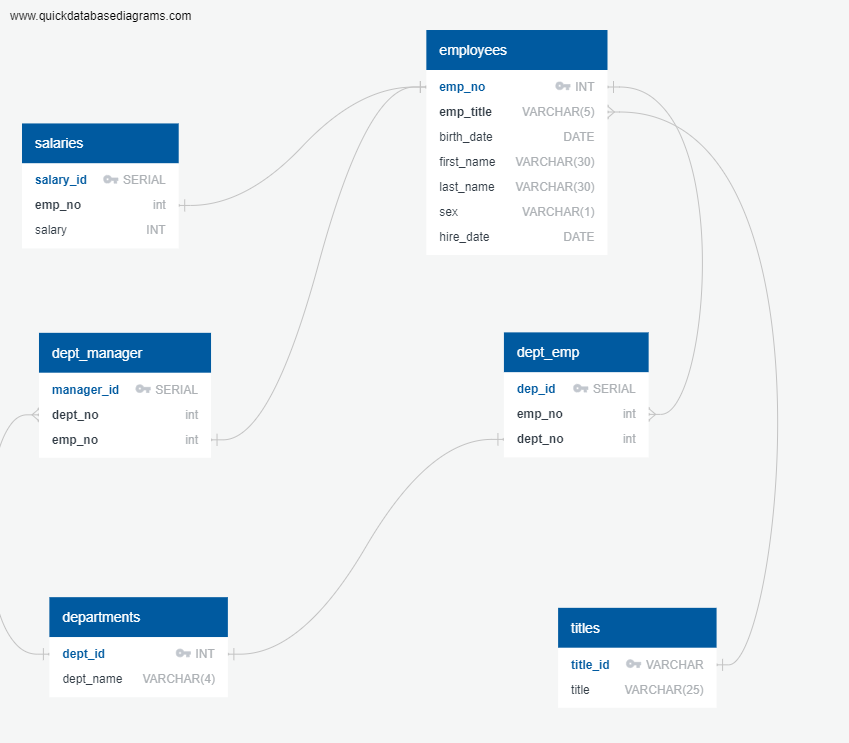 www.quickdatabasediagrams.com
employees
emp_no INT
emp_title VARCHAR(5)
birth_date DATE
first_name VARCHAR(30)
last_name VARCHAR(30)
sex VARCHAR(1)
hire_date DATE
salaries
salary_id SERIAL
emp_no int
salary INT
dept_manager
manager_id SERIAL
dept_no int
emp_no int
dept_emp
dep_id SERIAL
emp_no int
dept_no int
departments
dept_id INT
dept_name VARCHAR(4)
titles
title_id VARCHAR
title VARCHAR(25)